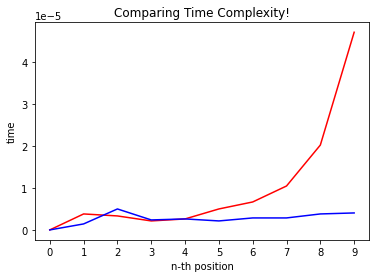 Comparing Time Complexity!
1e−5
4
3
2
1
0
time
0 1 2 3 4 5 6 7 8 9
n-th position